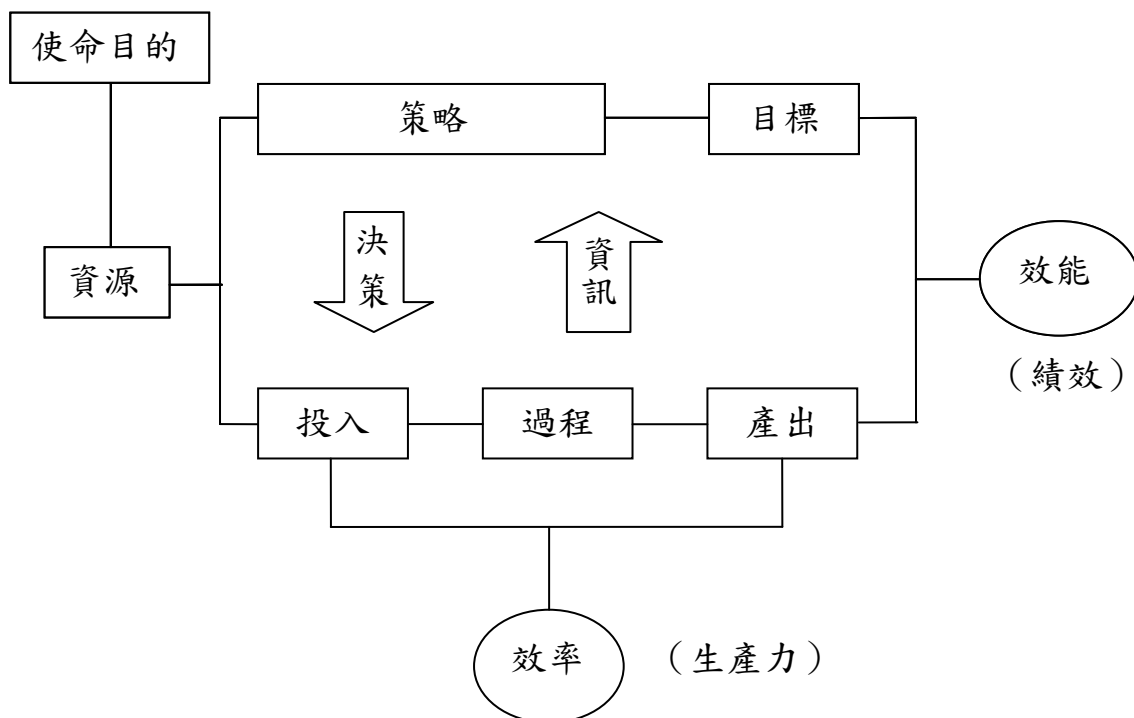 使命目的
策略
目標
決策
資訊
資源
效能
（績效）
投入
過程
產出
效率
（生產力）